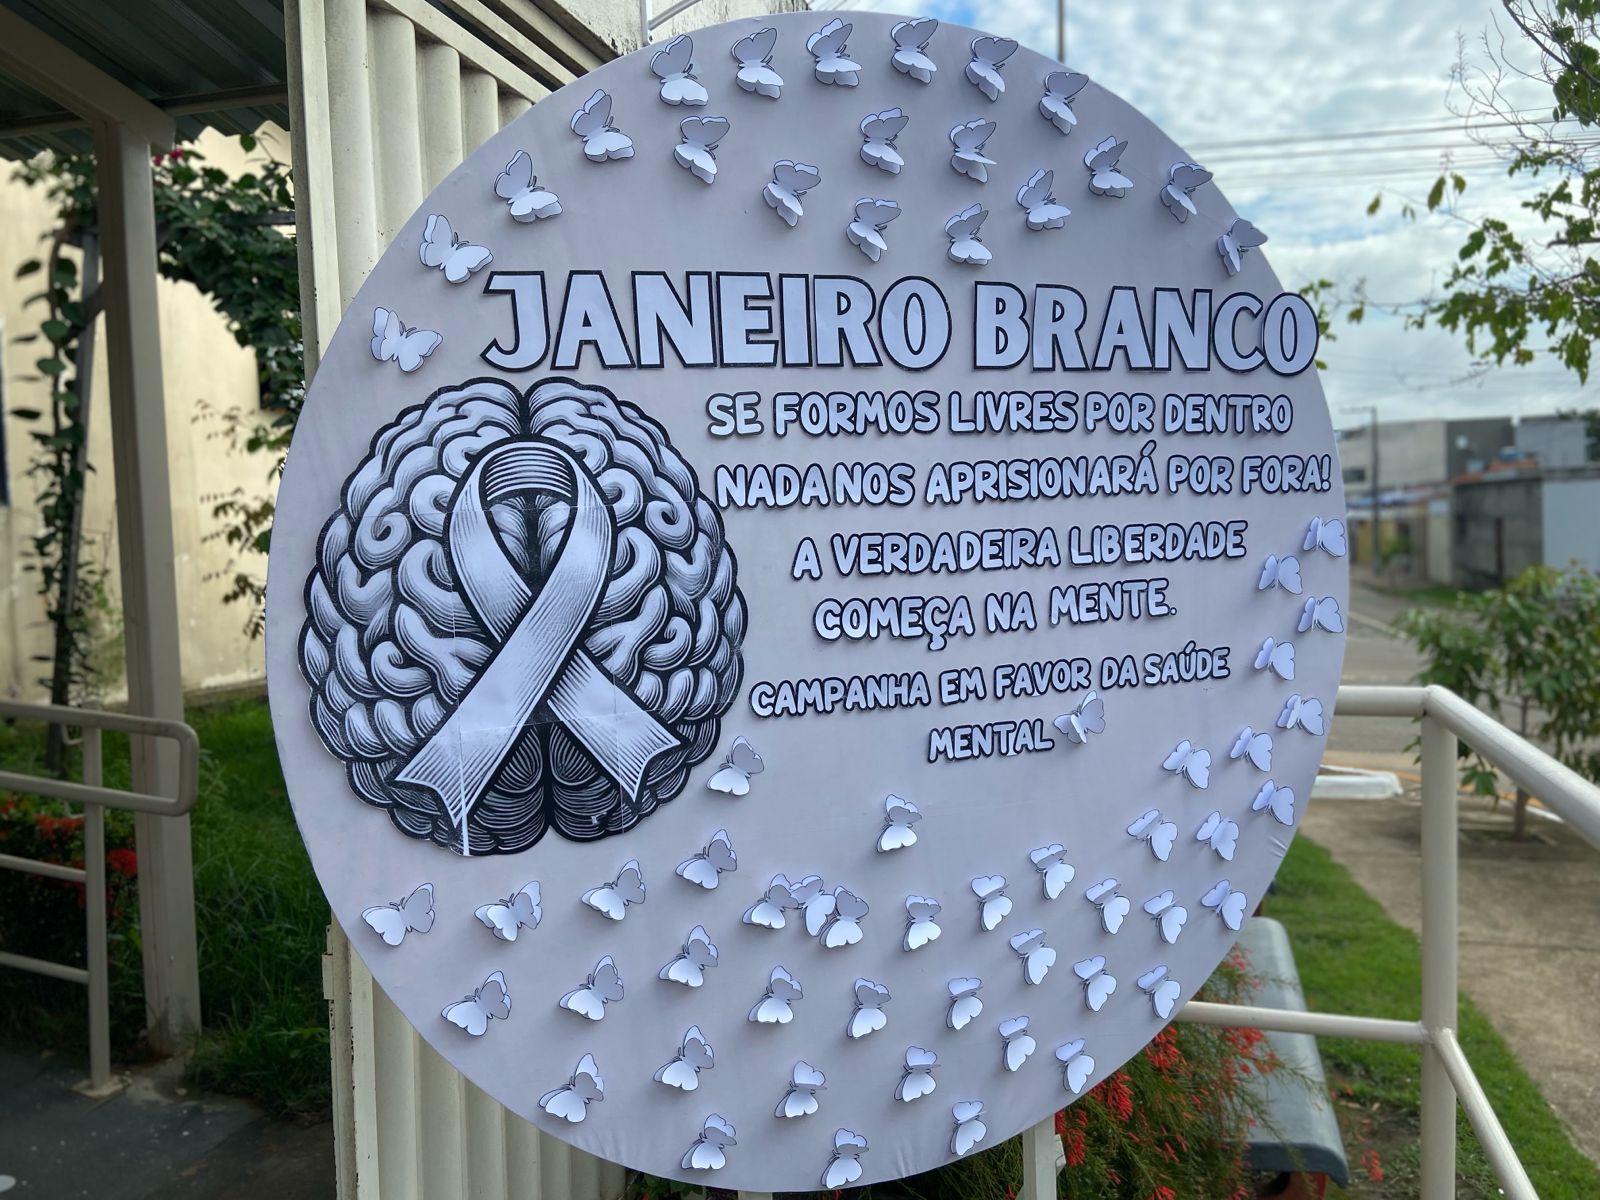 JANEIRO BRANCO
SE FORMOS LIVRES POR DENTRO
NADA NOS APRISIONARÁ POR FORA!
A VERDADEIRA LIBERDADE
COMEÇA NA MENTE.
CAMPANHA EM FAVOR DA SAÚDE
MENTAL